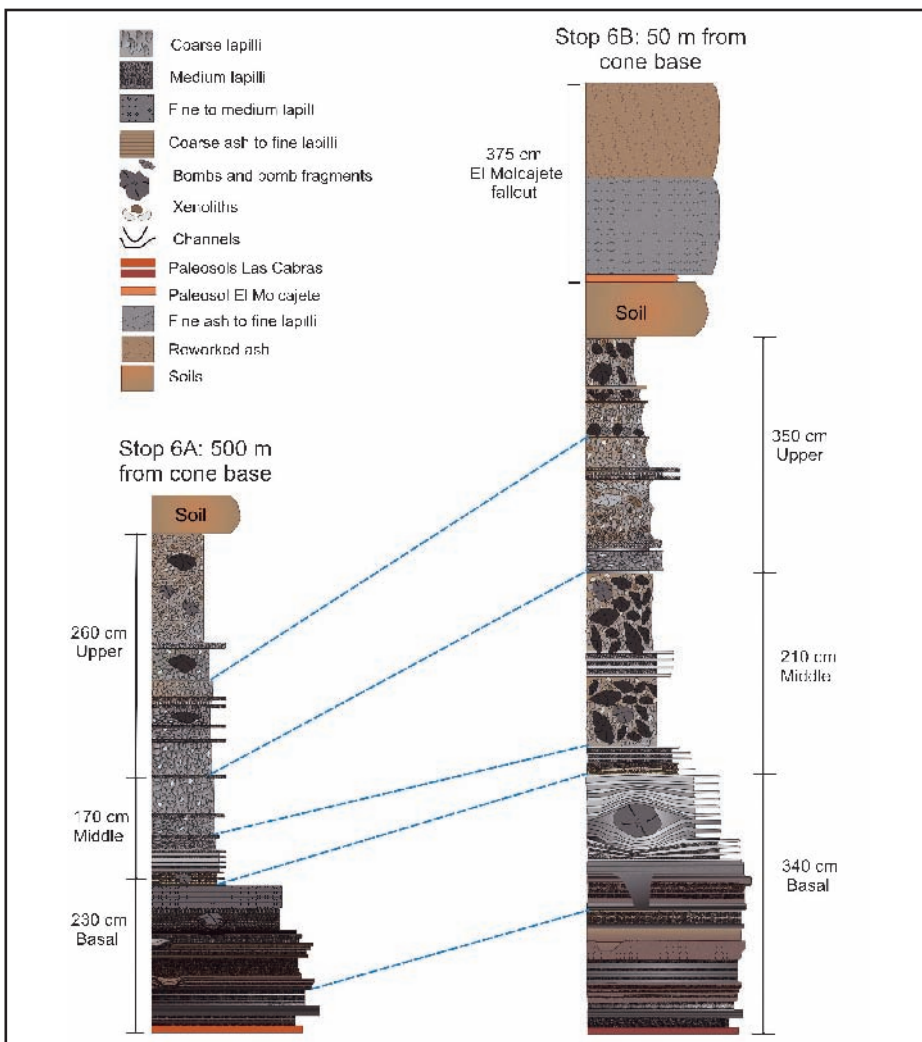 Coarse lapilli
Medium lapilli
Fine to medium lapilli
Coarse ash to fine lapilli
Bombs and bomb fragments
Xenoliths
Channels
Paleosols Las Cabras
Paleosol El Molcajete
Fine ash to fine lapilli
Reworked ash
Soils
Stop 6A: 500 m
from cone base
Soil
260 cm
Upper
170 cm
Middle
230 cm
Basal
Stop 6B: 50 m from
cone base
375 cm
El Molcajete
fallcut
Soil
350 cm
Upper
210 cm
Middle
340 cm
Basal